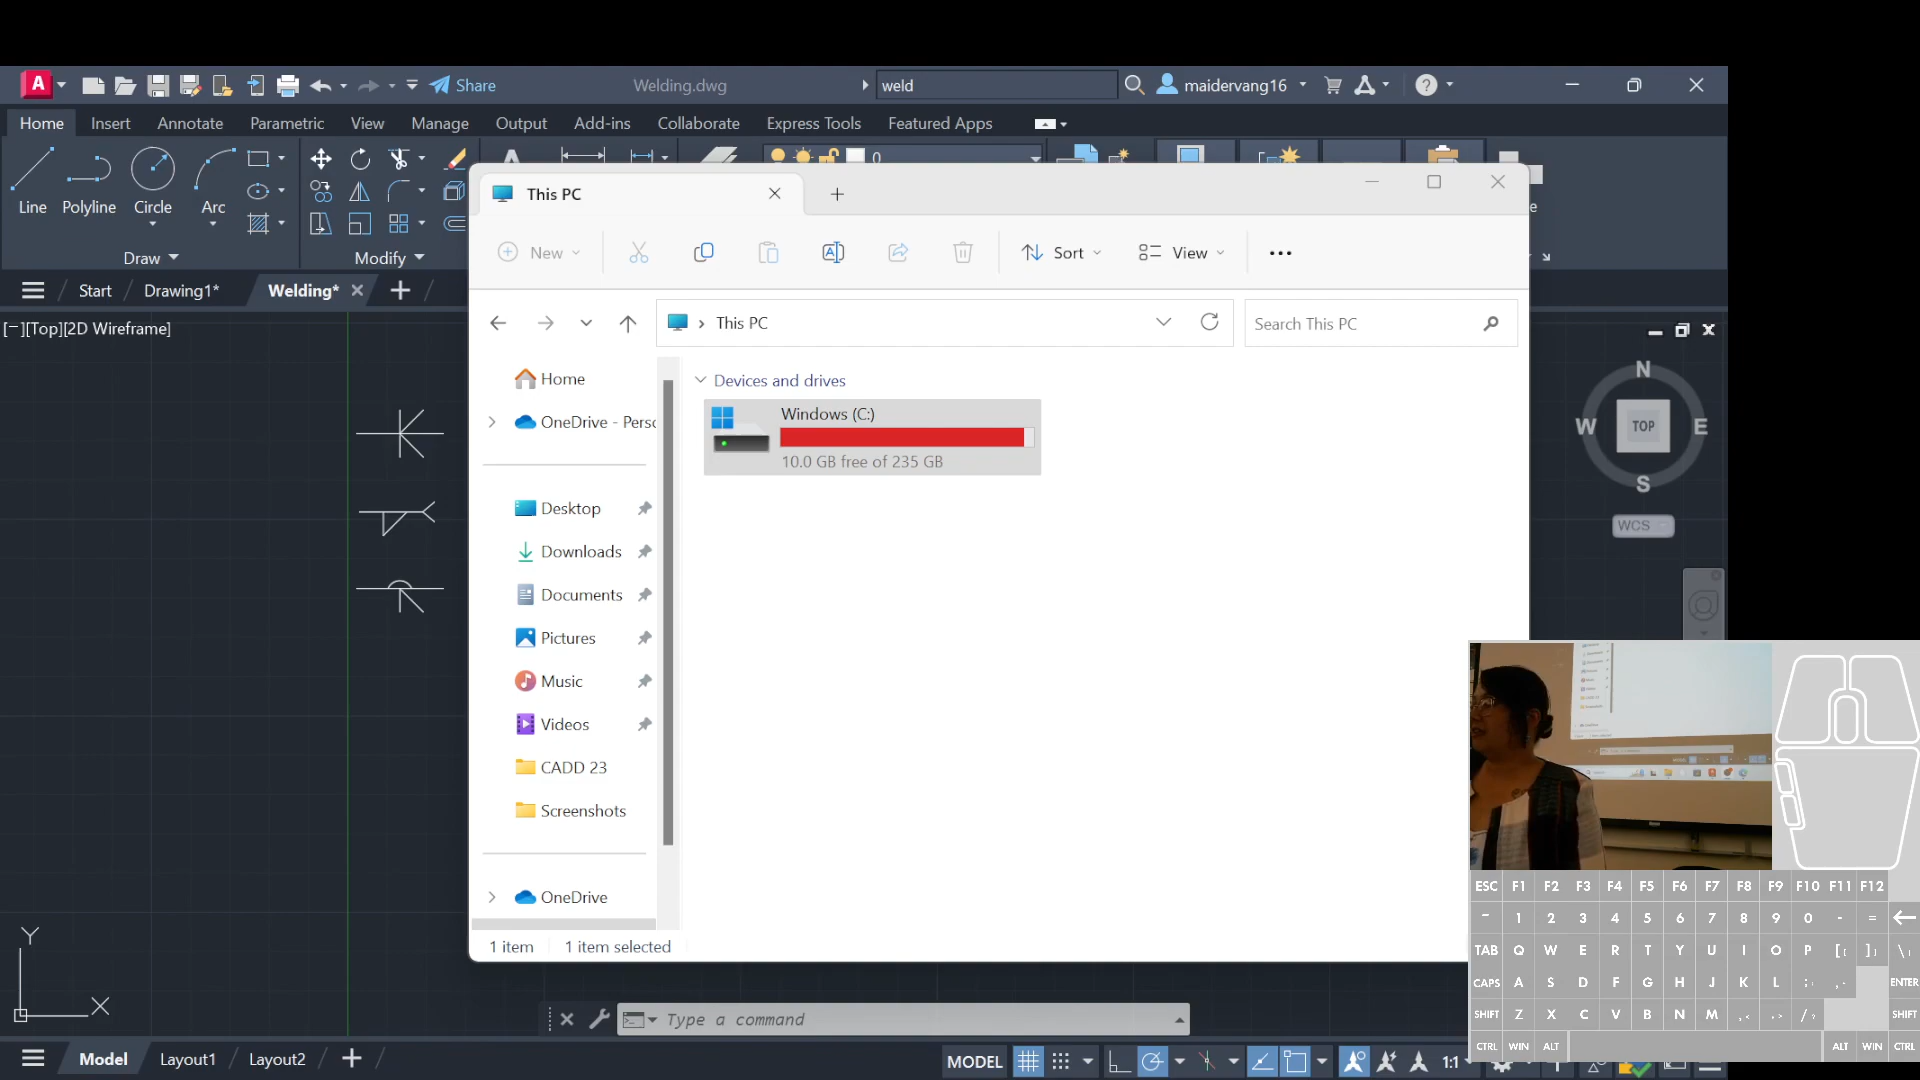 A
Share
Welding.dwg
weld
maidervang16
?
Home Insert Annotate Parametric View Manage Output Add-ins Collaborate Express Tools Featured Apps
A
0
Line Polyline Circle Arc
Draw
Modify
Start Drawing1* Welding*
[−][Top][2D Wireframe]
This PC
New
Sort
View
This PC
Search This PC
Home
OneDrive - Perso
Desktop
Downloads
Documents
Pictures
Music
Videos
CADD 23
Screenshots
OneDrive
Devices and drives
Windows (C:)
10.0 GB free of 235 GB
1 item 1 item selected
N
W TOP E
S
WCS
Y
X
Type a command
Model Layout1 Layout2
MODEL
1:1
ESC F1 F2 F3 F4 F5 F6 F7 F8 F9 F10 F11 F12
~ 1 2 3 4 5 6 7 8 9 0 - =
TAB Q W E R T Y U I O P [{ ]} \|
CAPS A S D F G H J K L ; ENTER
SHIFT Z X C V B N M ,< .> /? SHIFT
CTRL WIN ALT ALT WIN CTRL